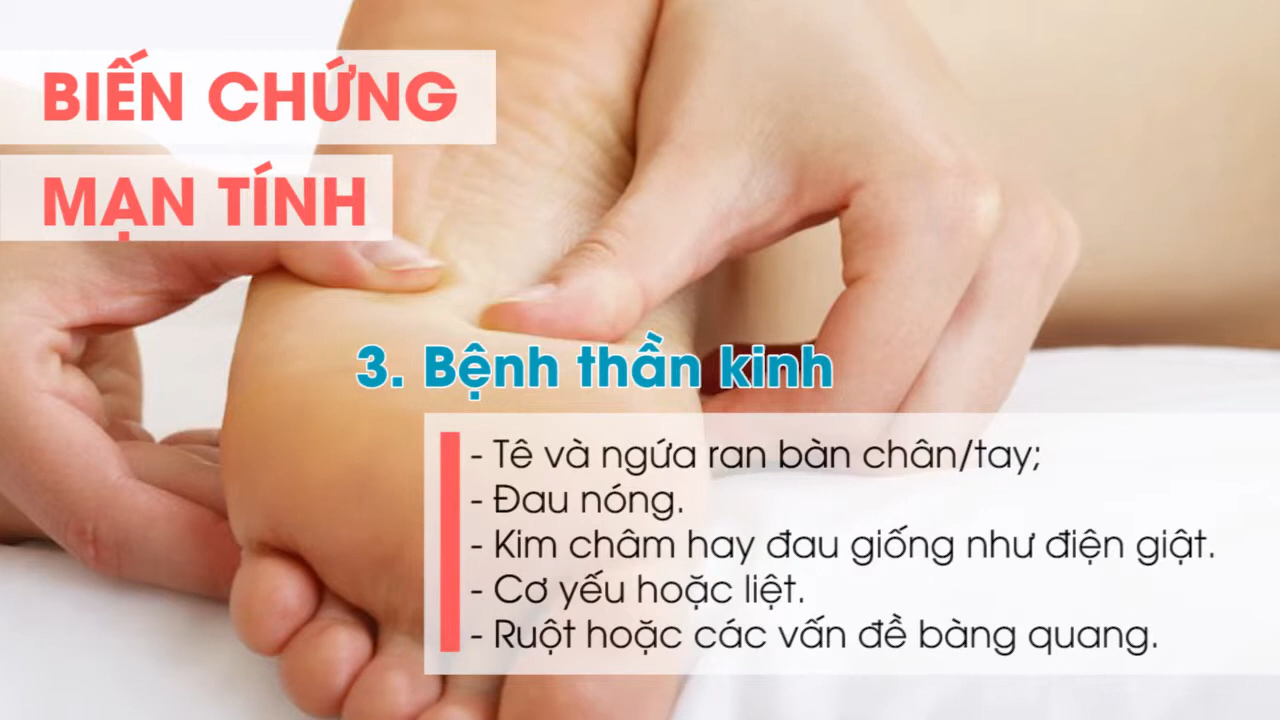 BIẾN CHỨNG
MẠN TÍNH
3. Bệnh thần kinh
- Tê và ngứa ran bàn chân/tay;
- Đau nóng.
- Kim châm hay đau giống như điện giật.
- Cơ yếu hoặc liệt.
- Ruột hoặc các vấn đề bàng quang.